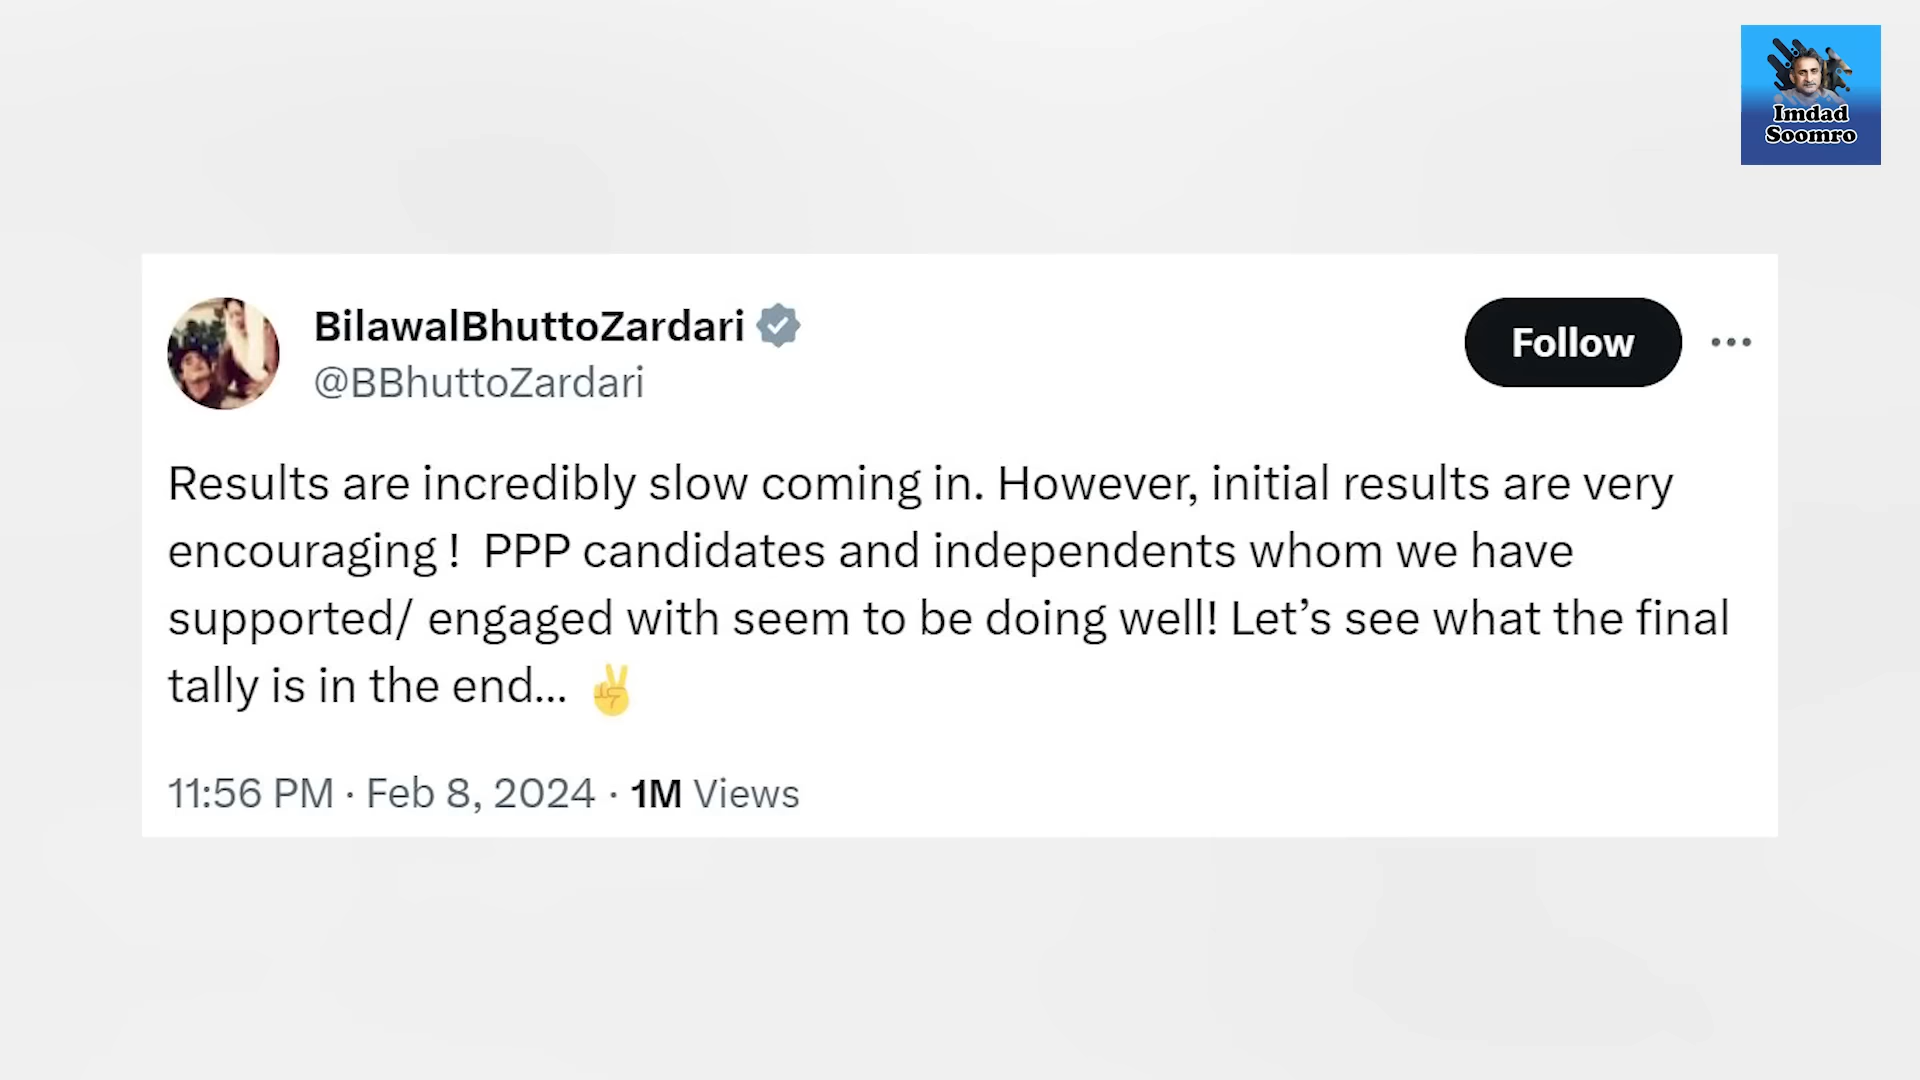 Imdad
Soomro
BilawalBhuttoZardari
@BBhuttoZardari
Follow
Results are incredibly slow coming in. However, initial results are very
encouraging ! PPP candidates and independents whom we have
supported/ engaged with seem to be doing well! Let’s see what the final
tally is in the end... ✌
11:56 PM · Feb 8, 2024 · 1M Views